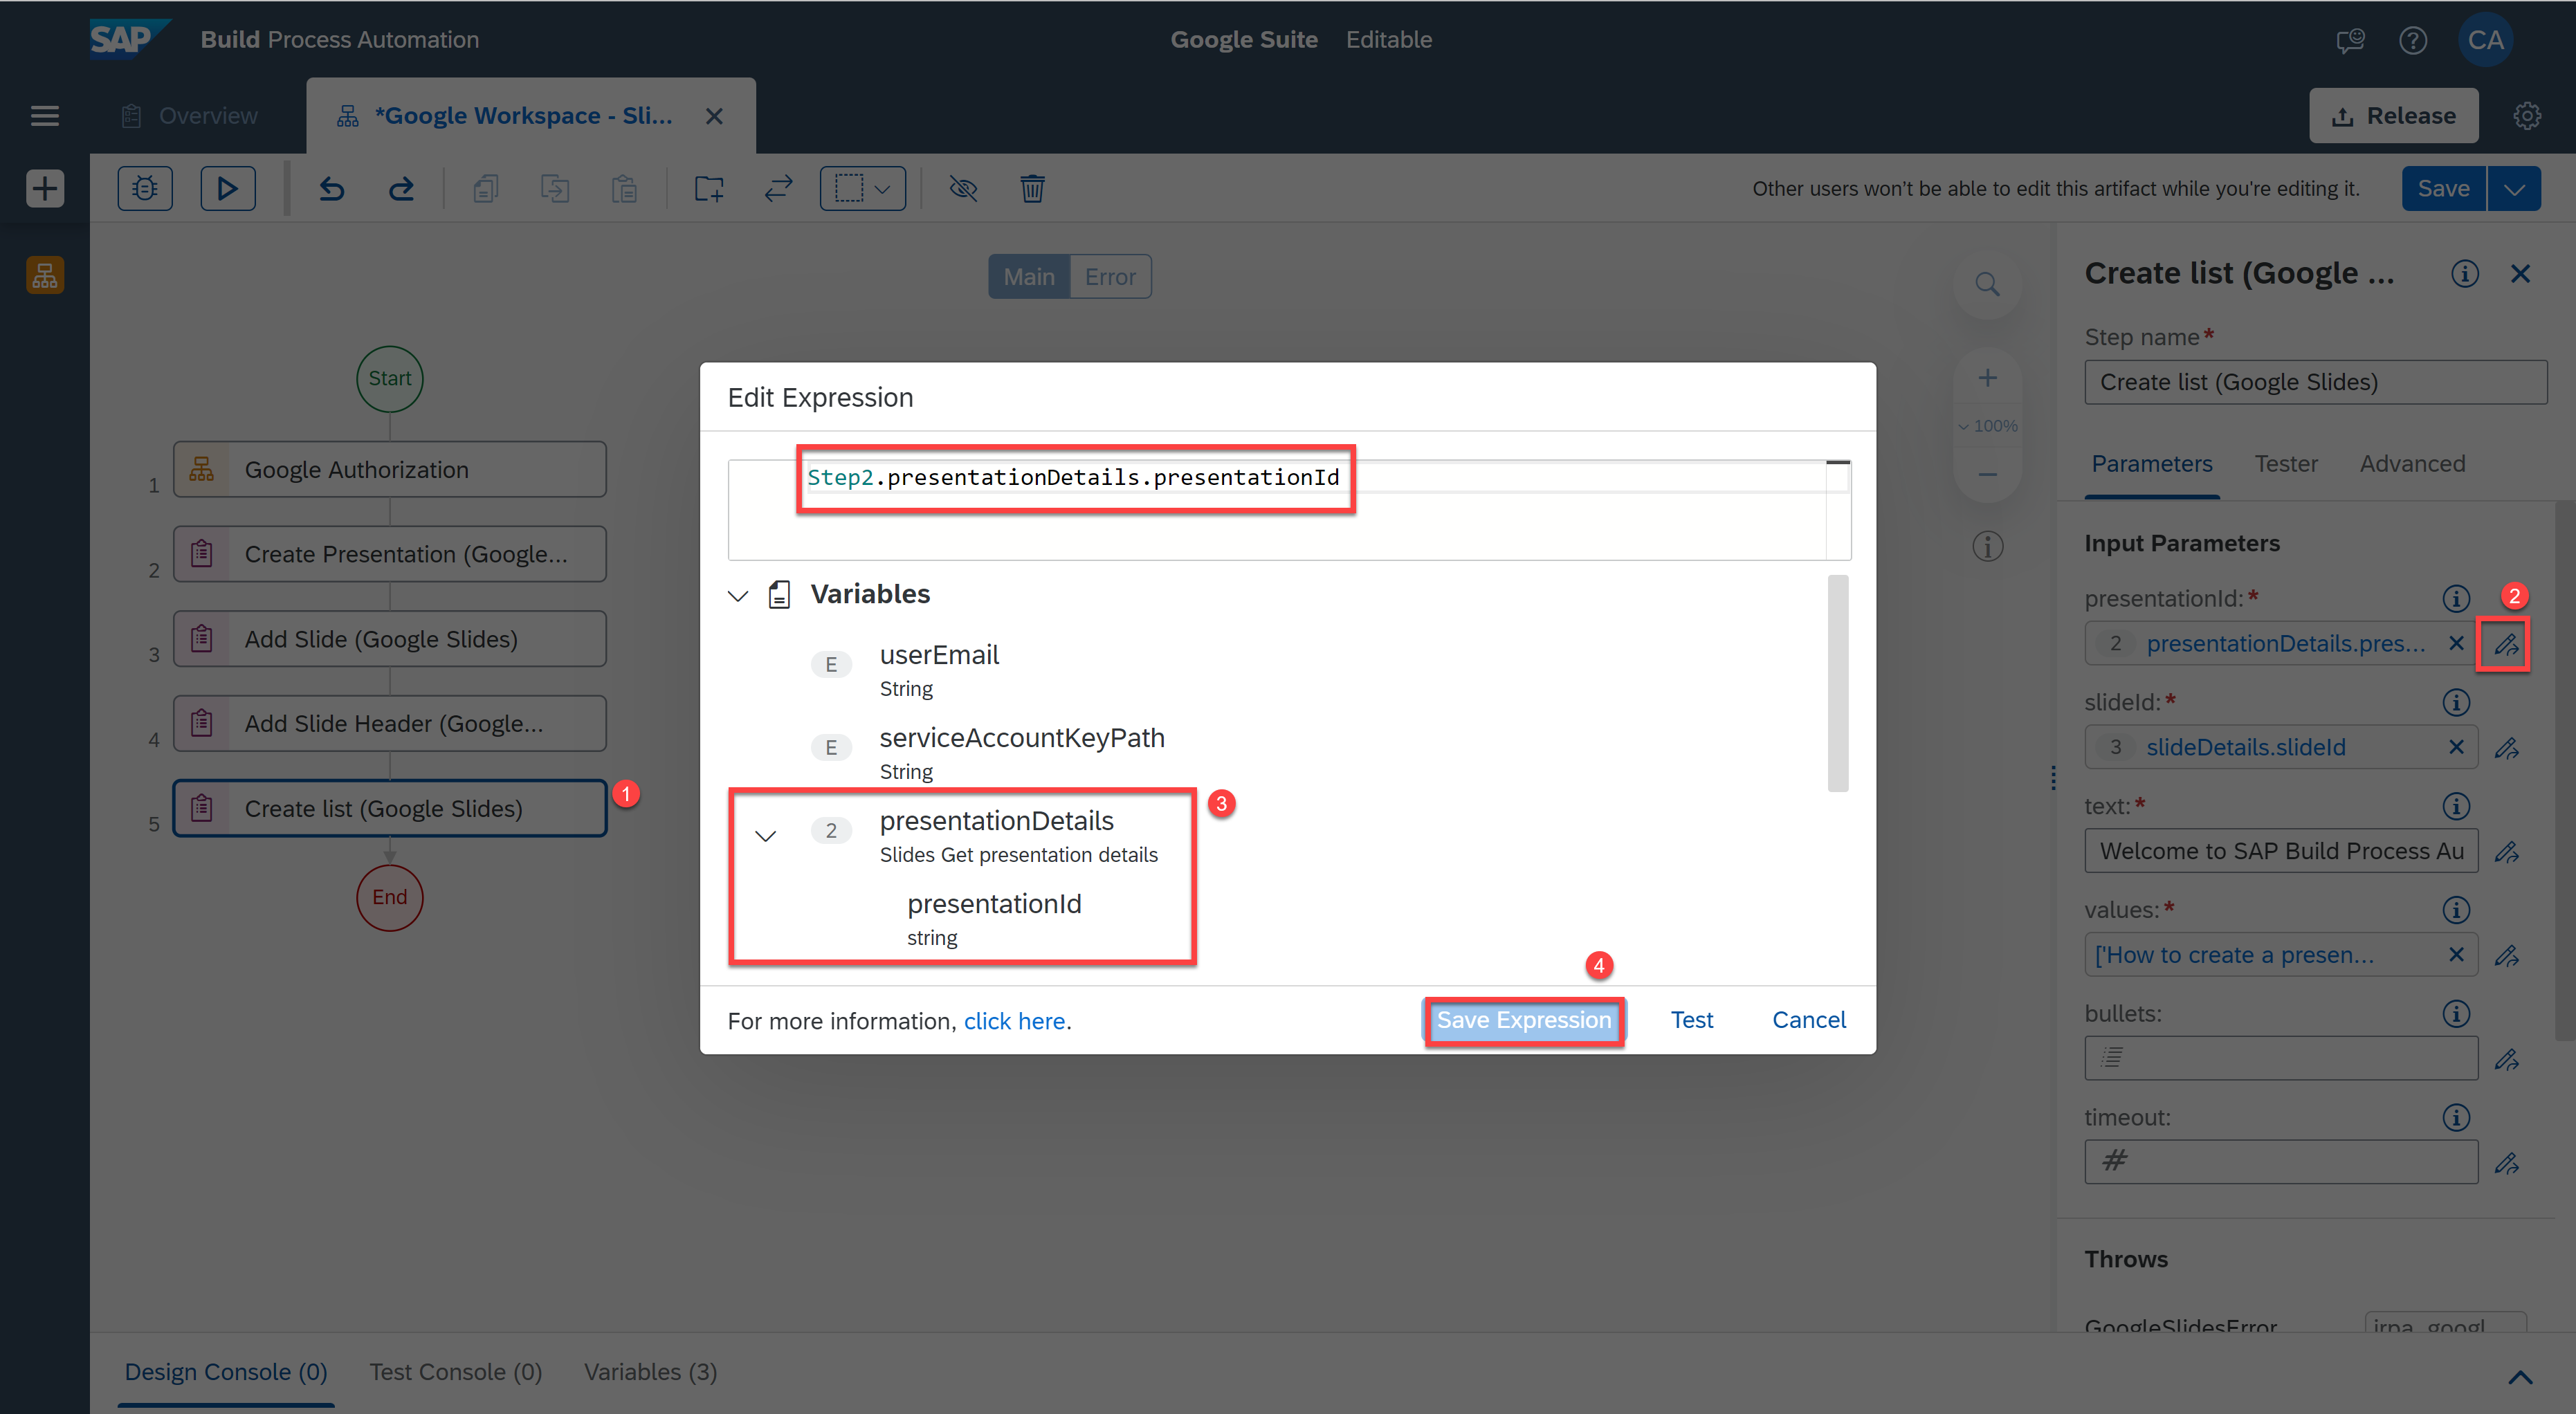 SAP Build Process Automation
Google Suite Editable
CA
Overview
*Google Workspace - Sli...
Release
Other users won't be able to edit this artifact while you're editing it.
Save
Main Error
Start
1 Google Authorization
2 Create Presentation (Google...
3 Add Slide (Google Slides)
4 Add Slide Header (Google...
5 Create list (Google Slides)
1
End
100%
Edit Expression
Step2.presentationDetails.presentationId
Variables
E userEmail
String
E serviceAccountKeyPath
String
2 presentationDetails
Slides Get presentation details
presentationId
string
3
4
For more information, click here.
Save Expression
Test
Cancel
Create list (Google ...
Step name*
Create list (Google Slides)
Parameters Tester Advanced
Input Parameters
presentationId:*
2
2 presentationDetails.pres...
slideId:*
3 slideDetails.slideId
text:*
Welcome to SAP Build Process Au
values:*
['How to create a presen...
bullets:
timeout:
#
Throws
GoogleSlidesError
irpa_googl
Design Console (0) Test Console (0) Variables (3)